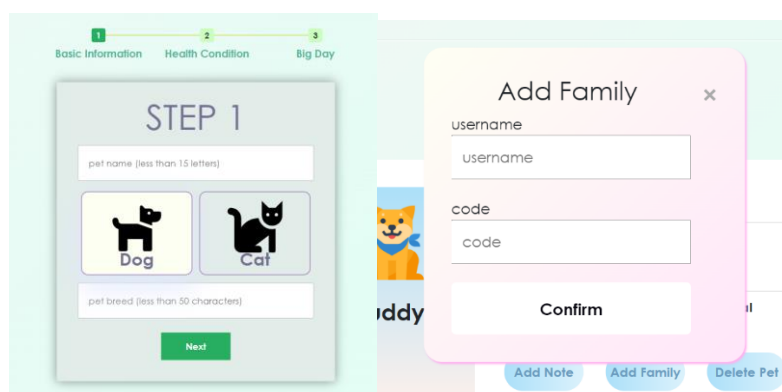 1 2 3
Basic Information Health Condition Big Day
STEP 1
pet name (less than 15 letters)
Dog Cat
pet breed (less than 50 characters)
Next
Add Family ×
username
username
code
code
Confirm
uddy
Add Note Add Family Delete Pet